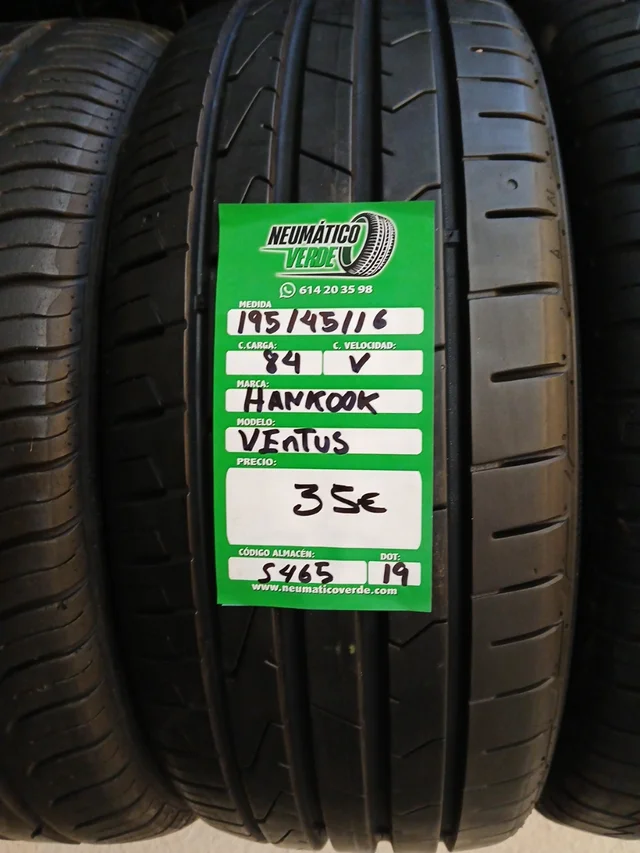 NEUMÁTICO
VERDE
614 20 35 98
MEDIDA
195/45/16
C.CARGA: C. VELOCIDAD:
84 V
MARCA:
HANKOOK
MODELO:
VEnTUS
PRECIO:
35€
CÓDIGO ALMACÉN: DOT:
S465 19
www.neumaticoverde.com